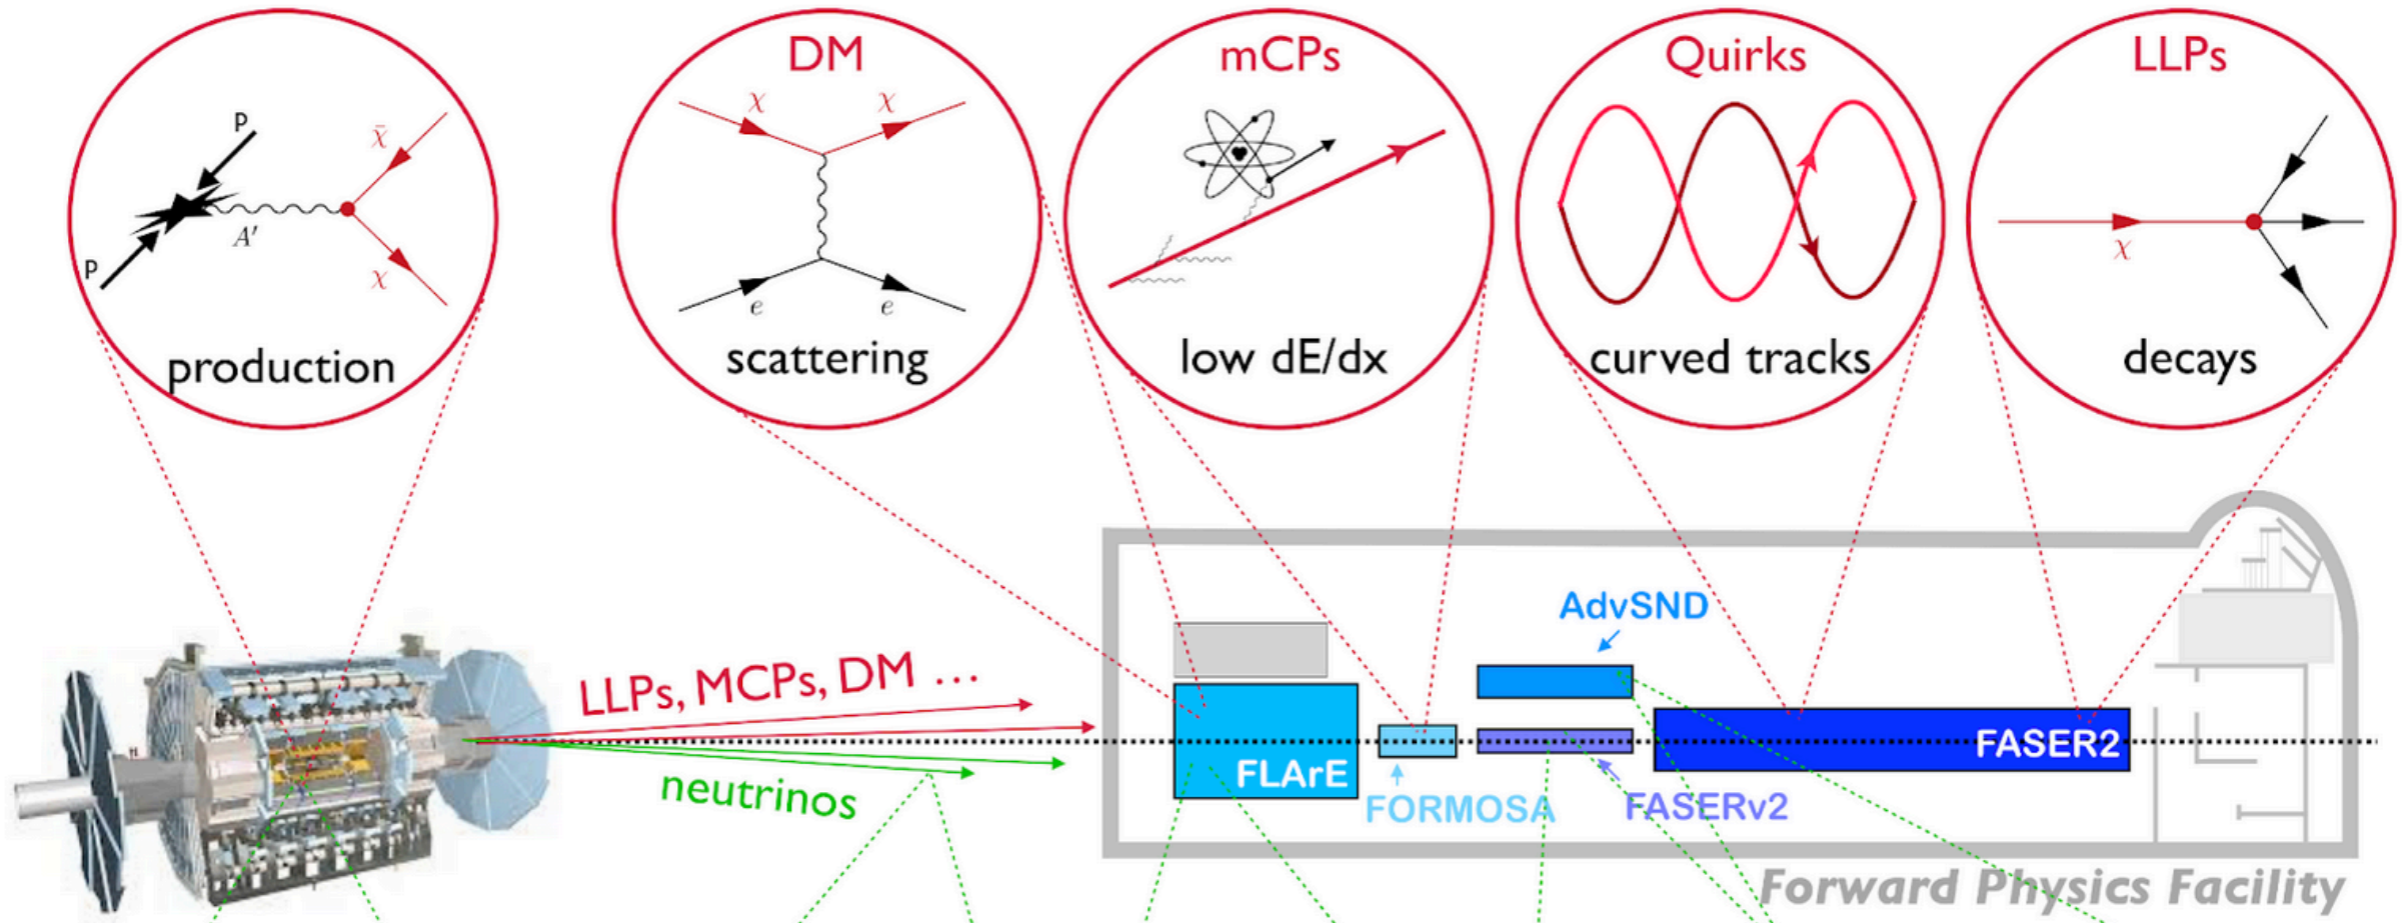 DM
mCPs
Quirks
LLPs
P
P
A′
χ̄
χ
χ
χ
e
e
χ
production
scattering
low dE/dx
curved tracks
decays
LLPs, MCPs, DM ...
neutrinos
AdvSND
FLArE
FORMOSA
FASERv2
FASER2
Forward Physics Facility